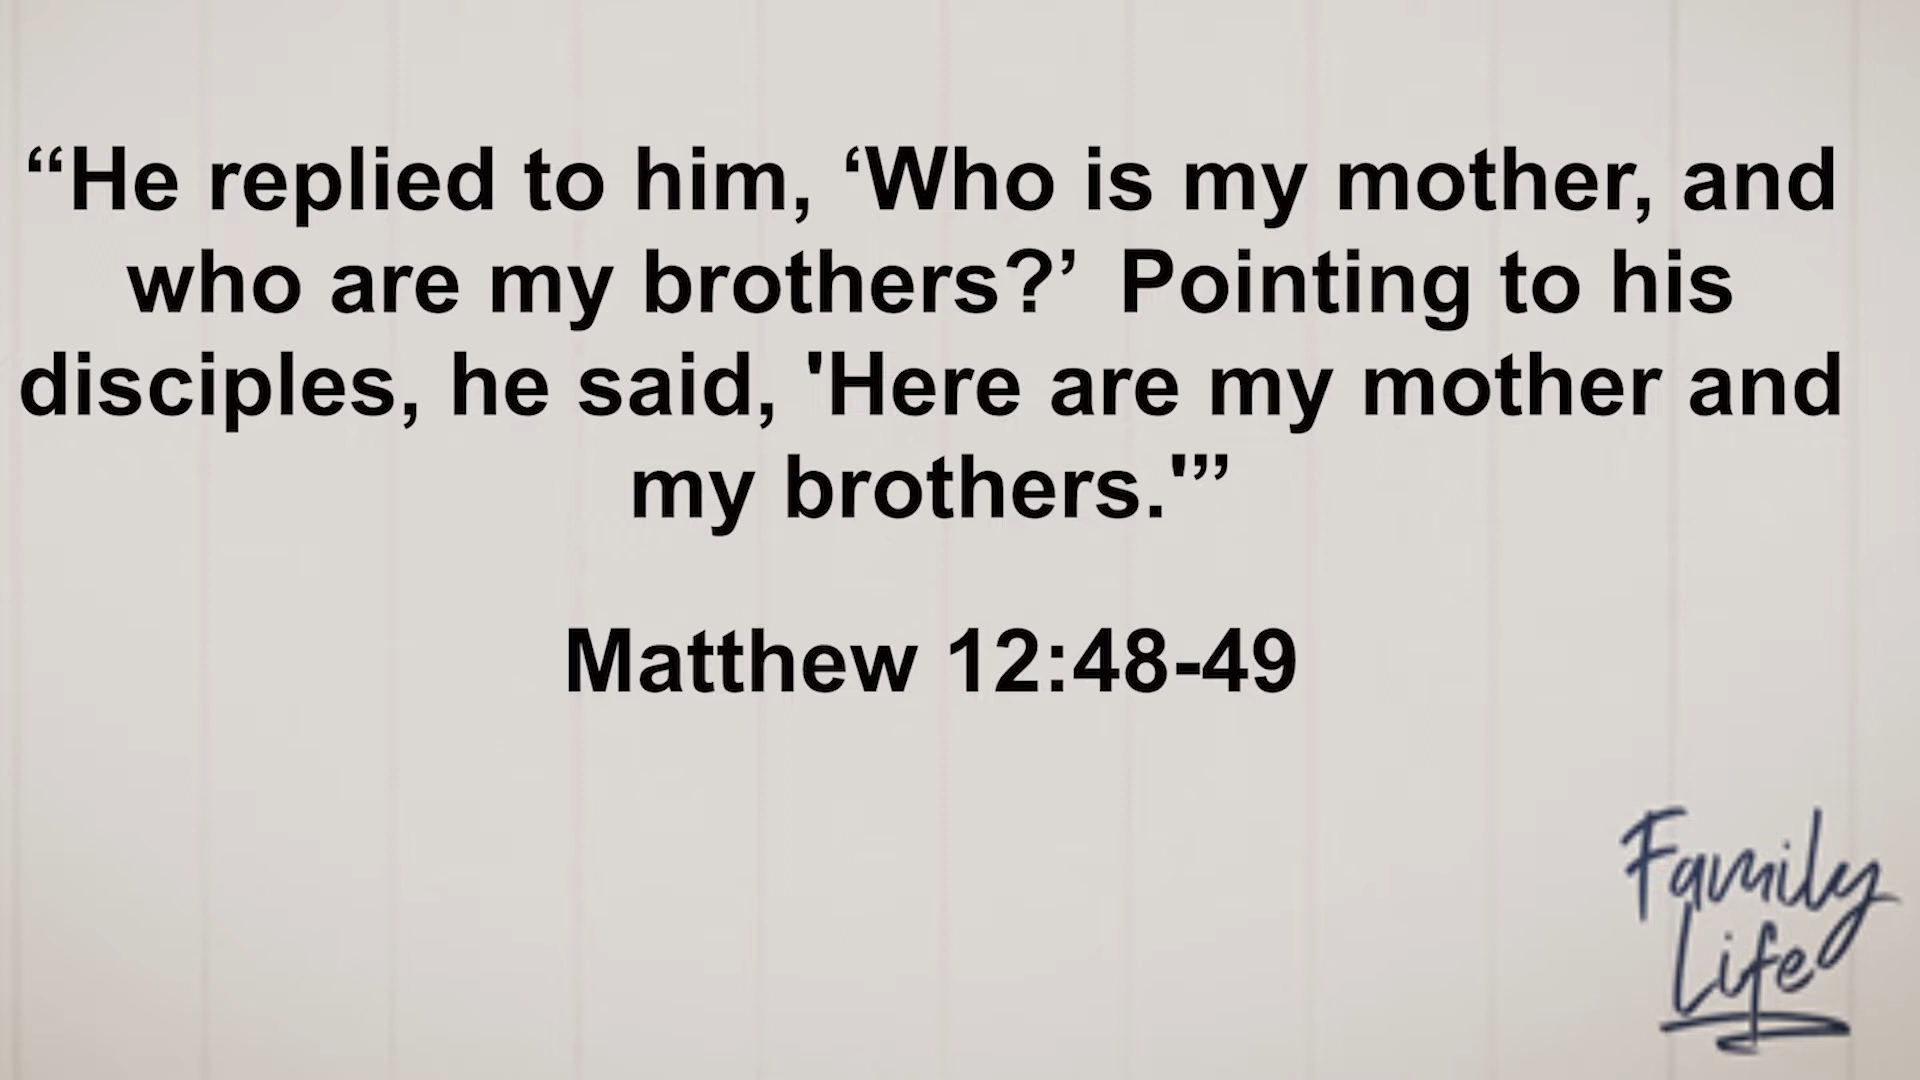 “He replied to him, ‘Who is my mother, and
who are my brothers?’ Pointing to his
disciples, he said, 'Here are my mother and
my brothers.'”’
Matthew 12:48-49
Family
Life